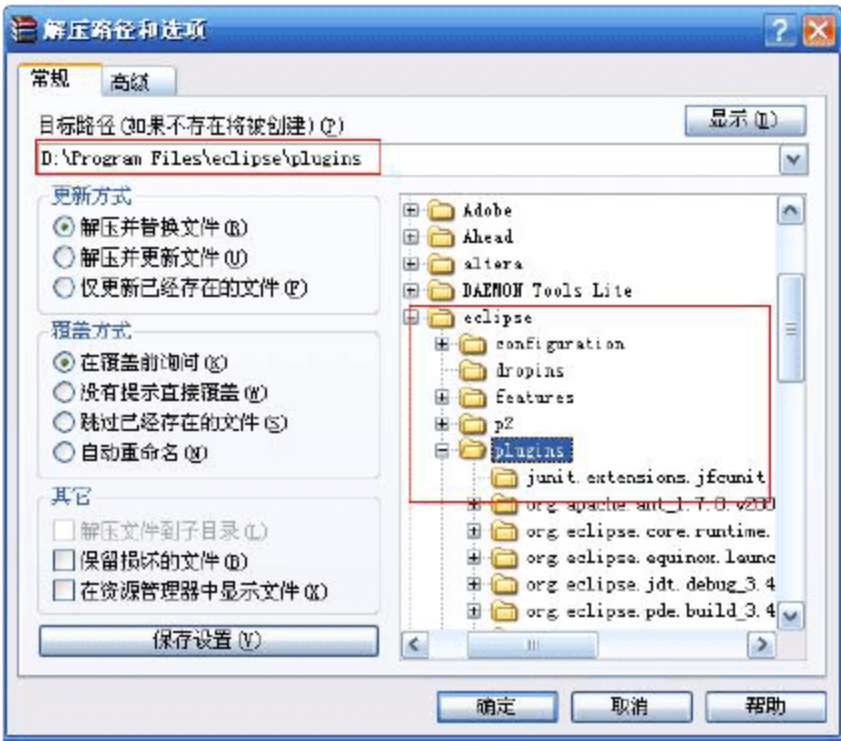 解压路径和选项
常规
高级
目标路径(如果不存在将被创建)(P)
显示(D)
D:\Program Files\eclipse\plugins
更新方式
解压并替换文件(R)
解压并更新文件(U)
仅更新已经存在的文件(F)
覆盖方式
在覆盖前询问(K)
没有提示直接覆盖(W)
跳过已经存在的文件(S)
自动重命名(N)
其它
解压文件到子目录(L)
保留损坏的文件(B)
在资源管理器中显示文件(X)
保存设置(V)
Adobe
Ahead
altera
DAEMON Tools Lite
eclipse
configuration
dropins
features
p2
plugins
junit.extensions.jfcunit
org.apache.ant_1.7.0.v200
org.eclipse.core.runtime.
org.eclipse.equinox.launc
org.eclipse.jdt.debug_3.4
org.eclipse.pde.build_3.4
确定
取消
帮助